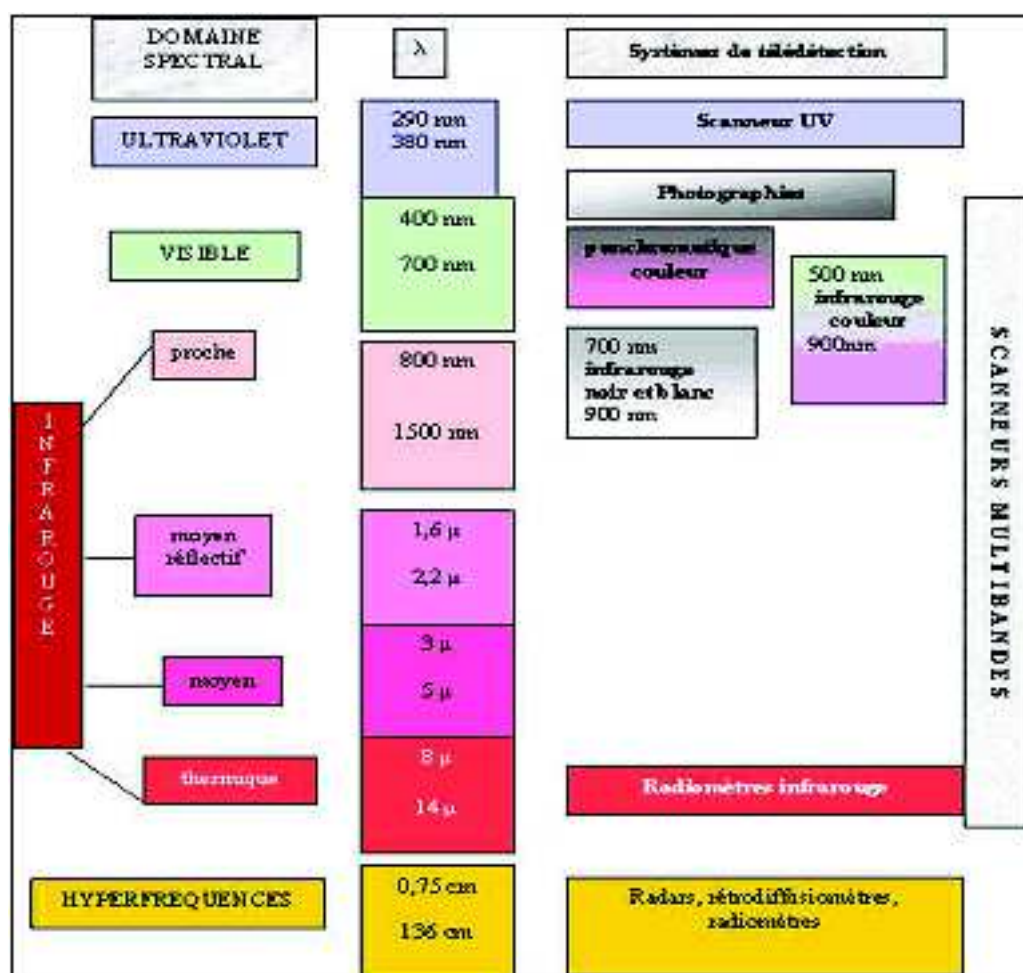 DOMAINE
SPECTRAL
λ
Systèmes de télédétection
ULTRAVIOLET
290 nm
380 nm
Scanneur UV
Photographies
VISIBLE
400 nm
700 nm
panchromatique
couleur
500 nm
infrarouge
couleur
900nm
proche
800 nm
1500 nm
700 nm
infrarouge
noir et blanc
900 nm
INFRAROUGE
moyen
réflectif
1,6 µ
2,2 µ
moyen
3 µ
5 µ
thermique
8 µ
14 µ
Radiomètres infrarouge
SCANNEURS MULTIBANDES
HYPERFREQUENCES
0,75 cm
136 cm
Radars, rétrodiffusiomètres,
radiomètres